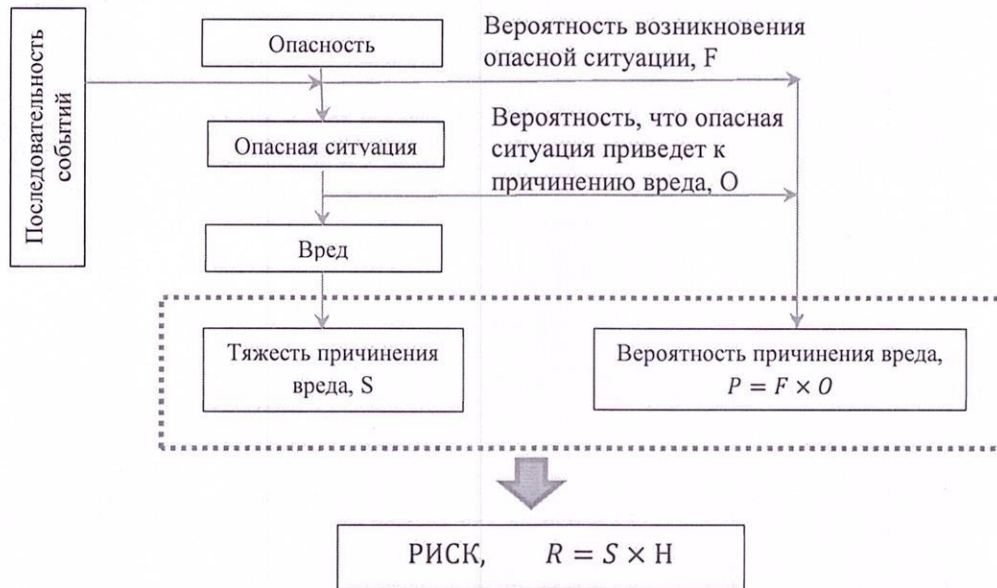 Последовательность
событий
Опасность
Вероятность возникновения
опасной ситуации, F
Опасная ситуация
Вероятность, что опасная
ситуация приведет к
причинению вреда, О
Вред
Тяжесть причинения
вреда, S
Вероятность причинения вреда,
P = F × O
РИСК, R = S × H